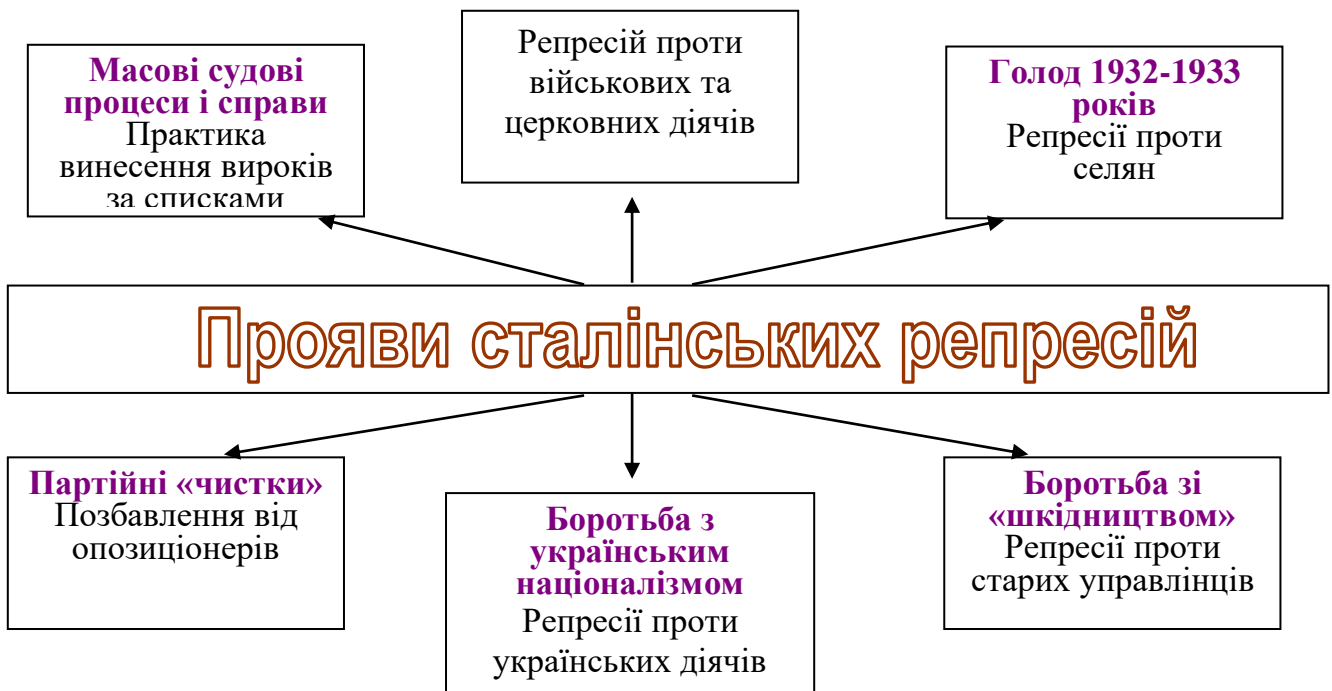 Масові судові
процеси і справи
Практика
винесення вироків
за списками
Репресій проти
військових та
церковних діячів
Голод 1932-1933
років
Репресії проти
селян
Прояви сталінських репресій
Партійні «чистки»
Позбавлення від
опозиціонерів
Боротьба з
українським
націоналізмом
Репресії проти
українських діячів
Боротьба зі
«шкідництвом»
Репресії проти
старих управлінців